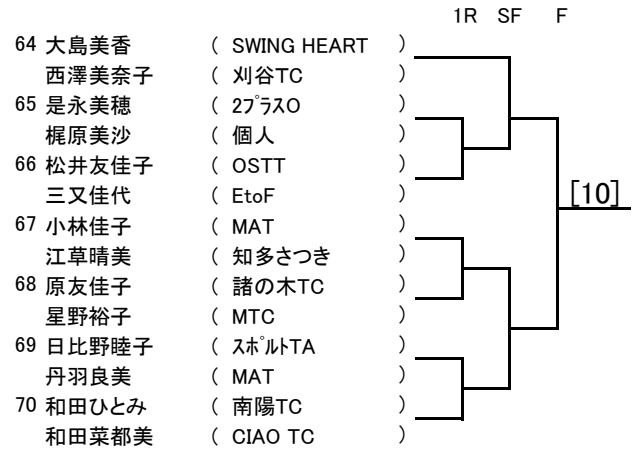 1R SF F
64 大島美香 ( SWING HEART )
西澤美奈子 ( 刈谷TC )
65 是永美穂 ( 2ﾌﾟﾗｽO )
梶原美沙 ( 個人 )
66 松井友佳子 ( OSTT )
三又佳代 ( EtoF )
[10]
67 小林佳子 ( MAT )
江草晴美 ( 知多さつき )
68 原友佳子 ( 諸の木TC )
星野裕子 ( MTC )
69 日比野睦子 ( ｽﾎﾟﾙﾄTA )
丹羽良美 ( MAT )
70 和田ひとみ ( 南陽TC )
和田菜都美 ( CIAO TC )